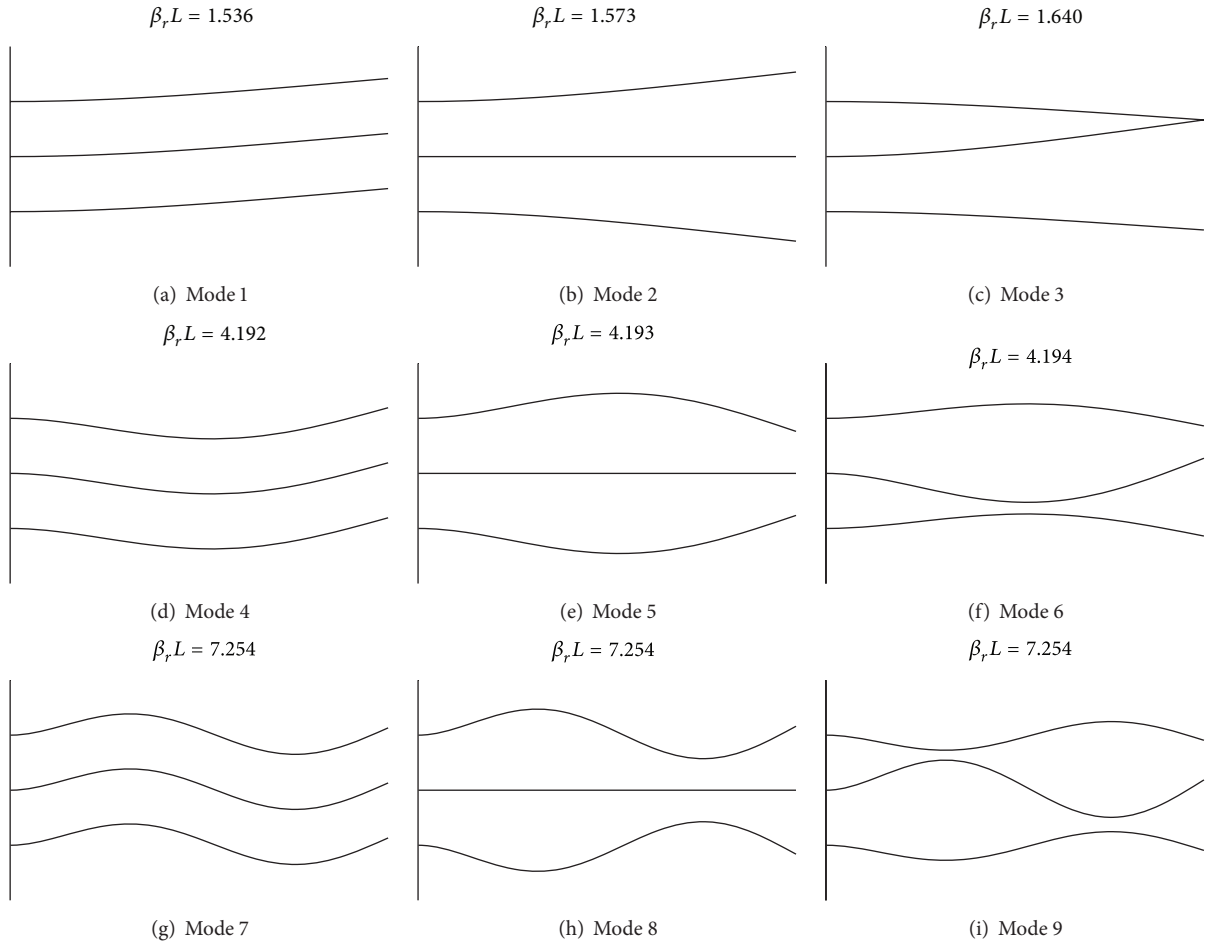 β_r L = 1.536
β_r L = 1.573
β_r L = 1.640
(a) Mode 1
(b) Mode 2
(c) Mode 3
β_r L = 4.192
β_r L = 4.193
β_r L = 4.194
(d) Mode 4
(e) Mode 5
(f) Mode 6
β_r L = 7.254
β_r L = 7.254
β_r L = 7.254
(g) Mode 7
(h) Mode 8
(i) Mode 9